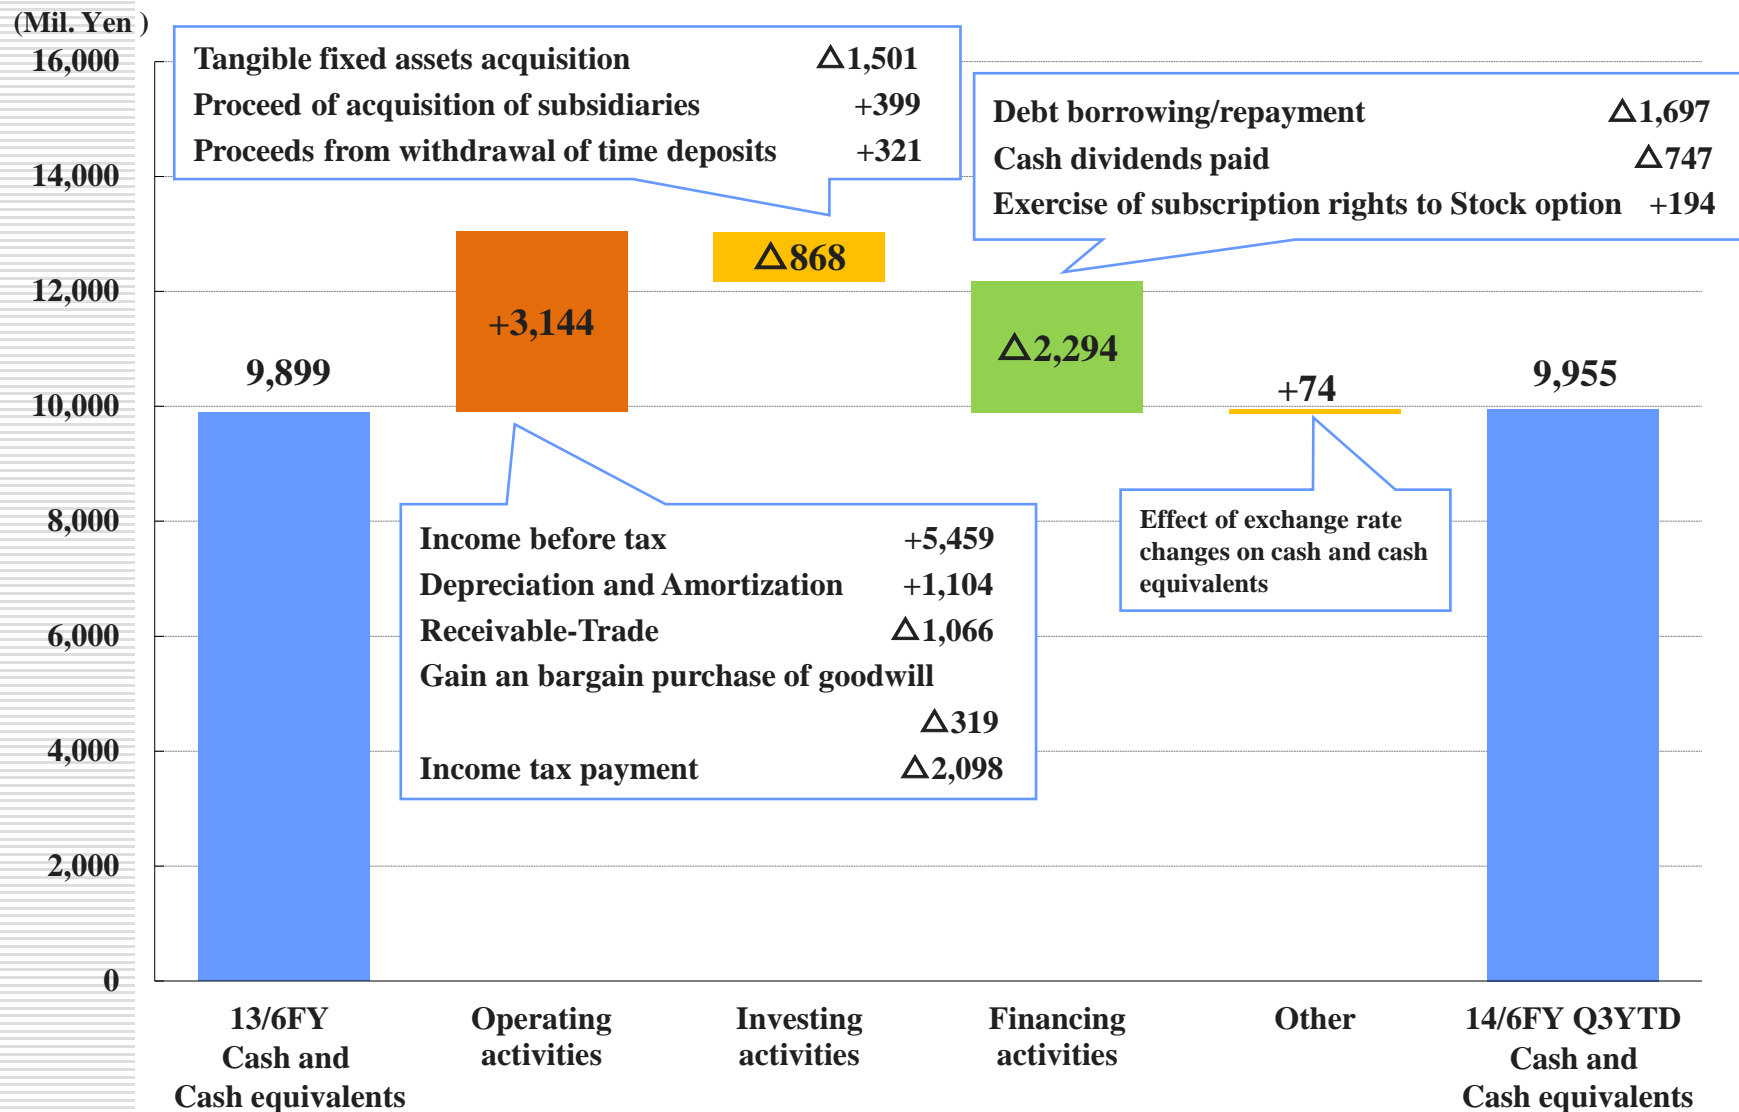 (Mil. Yen )
16,000
14,000
12,000
10,000
8,000
6,000
4,000
2,000
0
Tangible fixed assets acquisition △1,501
Proceed of acquisition of subsidiaries +399
Proceeds from withdrawal of time deposits +321
Debt borrowing/repayment △1,697
Cash dividends paid △747
Exercise of subscription rights to Stock option +194
9,899
+3,144
△868
△2,294
+74
9,955
Income before tax +5,459
Depreciation and Amortization +1,104
Receivable-Trade △1,066
Gain an bargain purchase of goodwill
△319
Income tax payment △2,098
Effect of exchange rate
changes on cash and cash
equivalents
13/6FY
Cash and
Cash equivalents
Operating
activities
Investing
activities
Financing
activities
Other
14/6FY Q3YTD
Cash and
Cash equivalents